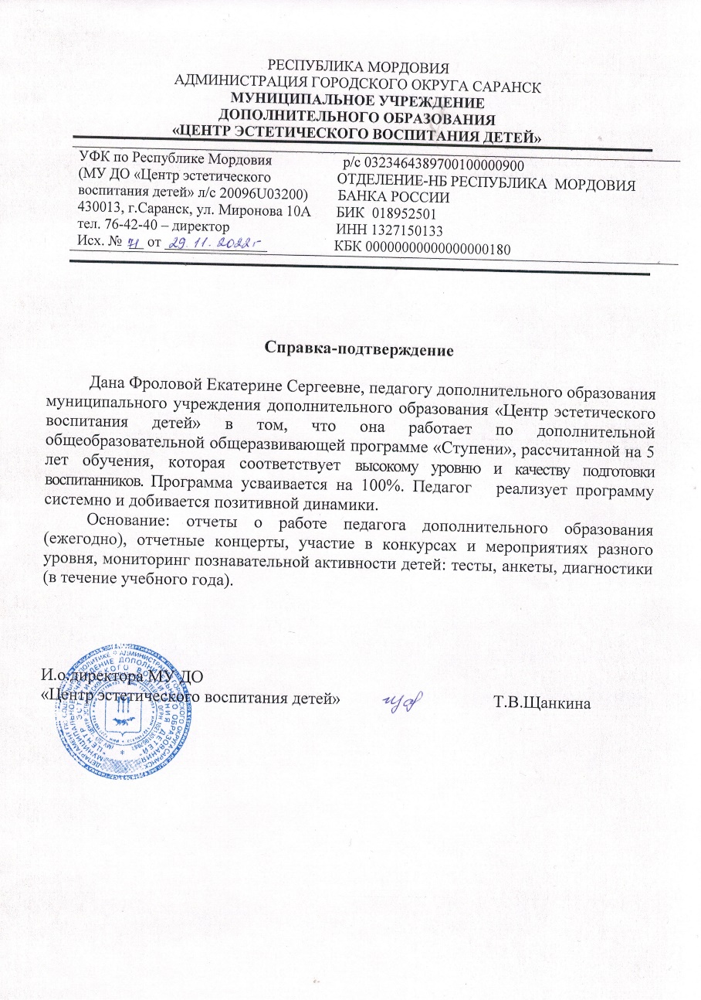 РЕСПУБЛИКА МОРДОВИЯ
АДМИНИСТРАЦИЯ ГОРОДСКОГО ОКРУГА САРАНСК
МУНИЦИПАЛЬНОЕ УЧРЕЖДЕНИЕ
ДОПОЛНИТЕЛЬНОГО ОБРАЗОВАНИЯ
«ЦЕНТР ЭСТЕТИЧЕСКОГО ВОСПИТАНИЯ ДЕТЕЙ»
УФК по Республике Мордовия
(МУ ДО «Центр эстетического
воспитания детей» л/с 20096U03200)
430013, г.Саранск, ул. Миронова 10А
тел. 76-42-40 – директор
Исх. № 71 от 29.11.2022г
р/с 0323464389700100000900
ОТДЕЛЕНИЕ-НБ РЕСПУБЛИКА МОРДОВИЯ
БАНКА РОССИИ
БИК 018952501
ИНН 1327150133
КБК 00000000000000000180
Справка-подтверждение
Дана Фроловой Екатерине Сергеевне, педагогу дополнительного образования
муниципального учреждения дополнительного образования «Центр эстетического
воспитания детей» в том, что она работает по дополнительной
общеобразовательной общеразвивающей программе «Ступени», рассчитанной на 5
лет обучения, которая соответствует высокому уровню и качеству подготовки
воспитанников. Программа усваивается на 100%. Педагог реализует программу
системно и добивается позитивной динамики.
Основание: отчеты о работе педагога дополнительного образования
(ежегодно), отчетные концерты, участие в конкурсах и мероприятиях разного
уровня, мониторинг познавательной активности детей: тесты, анкеты, диагностики
(в течение учебного года).
И.о.директора МУ ДО
«Центр эстетического воспитания детей»
Т.В.Щанкина